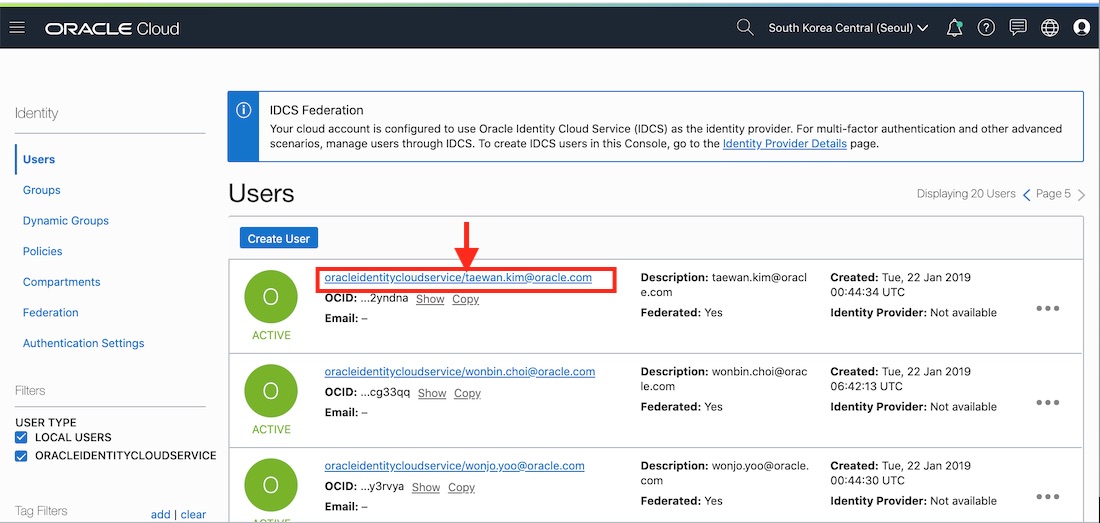 ORACLE Cloud
South Korea Central (Seoul)
Identity
Users
Groups
Dynamic Groups
Policies
Compartments
Federation
Authentication Settings
Filters
USER TYPE
LOCAL USERS
ORACLEIDENTITYCLOUDSERVICE
Tag Filters add | clear
IDCS Federation
Your cloud account is configured to use Oracle Identity Cloud Service (IDCS) as the identity provider. For multi-factor authentication and other advanced
scenarios, manage users through IDCS. To create IDCS users in this Console, go to the Identity Provider Details page.
Users
Displaying 20 Users Page 5
Create User
O
ACTIVE
oracleidentitycloudservice/taewan.kim@oracle.com
OCID: ...2yndna Show Copy
Email: –
Description: taewan.kim@oracl
e.com
Federated: Yes
Created: Tue, 22 Jan 2019
00:44:34 UTC
Identity Provider: Not available
O
ACTIVE
oracleidentitycloudservice/wonbin.choi@oracle.com
OCID: ...cg33qq Show Copy
Email: –
Description: wonbin.choi@orac
le.com
Federated: Yes
Created: Tue, 22 Jan 2019
06:42:13 UTC
Identity Provider: Not available
O
ACTIVE
oracleidentitycloudservice/wonjo.yoo@oracle.com
OCID: ...y3rvya Show Copy
Email: –
Description: wonjo.yoo@oracle.
com
Federated: Yes
Created: Tue, 22 Jan 2019
00:44:30 UTC
Identity Provider: Not available